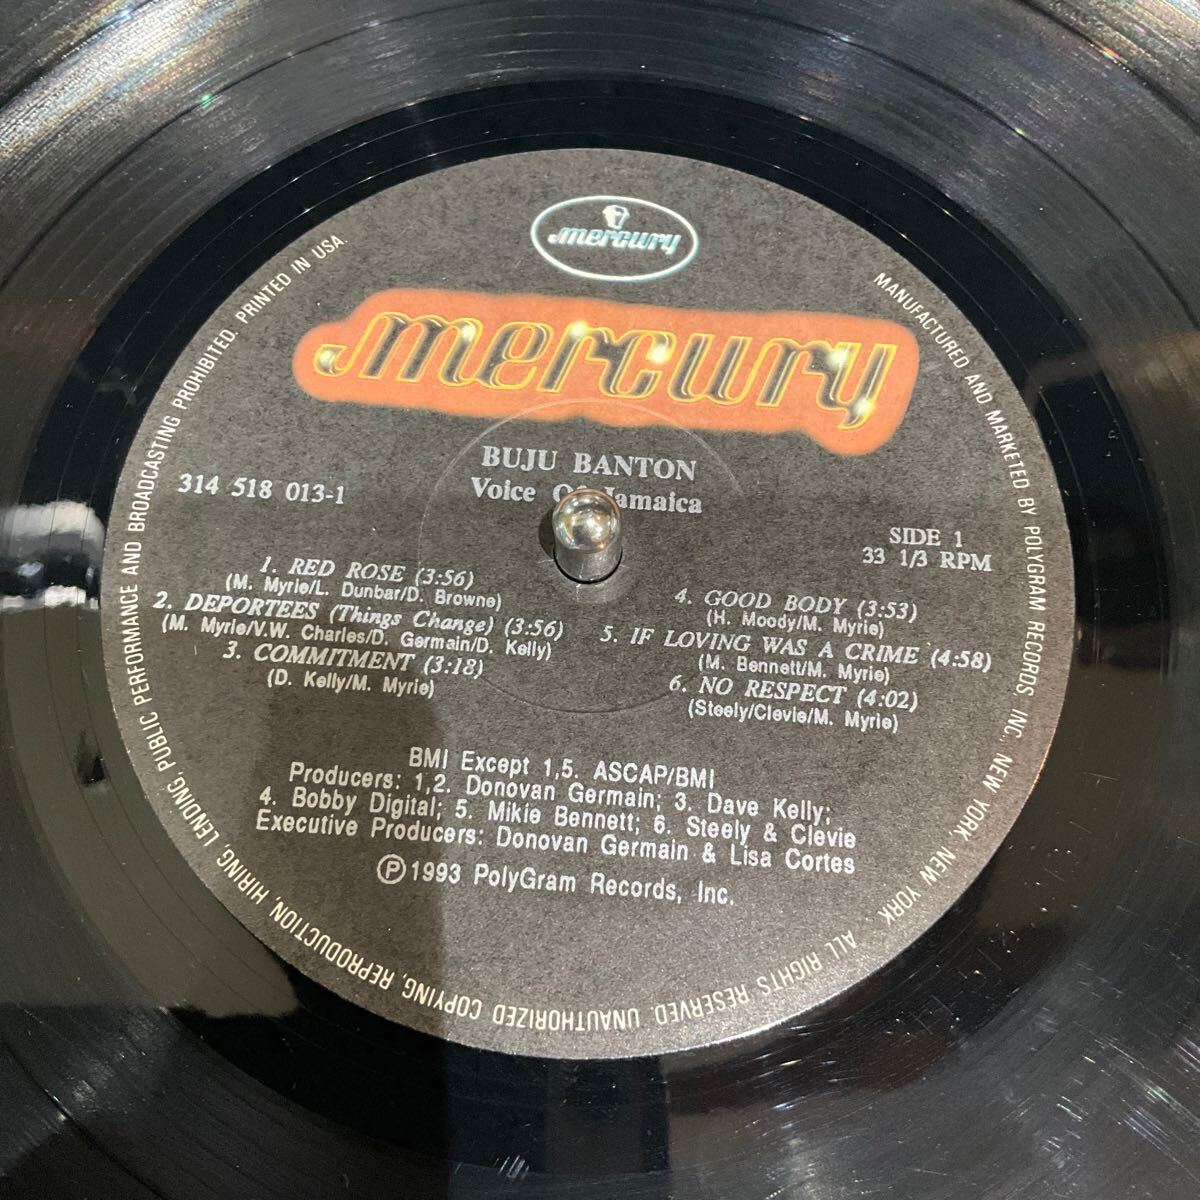 mercury
mercury
BUJU BANTON
Voice Of Jamaica
314 518 013-1
SIDE 1
33 1/3 RPM
1. RED ROSE (3:56)
(M. Myrie/L. Dunbar/D. Browne)
2. DEPORTEES (Things Change) (3:56)
(M. Myrie/V.W. Charles/D. Germain/D. Kelly)
3. COMMITMENT (3:18)
(D. Kelly/M. Myrie)
4. GOOD BODY (3:53)
(H. Moody/M. Myrie)
5. IF LOVING WAS A CRIME (4:58)
(M. Bennett/M. Myrie)
6. NO RESPECT (4:02)
(Steely/Clevie/M. Myrie)
BMI Except 1,5. ASCAP/BMI
Producers: 1,2. Donovan Germain; 3. Dave Kelly;
4. Bobby Digital; 5. Mikie Bennett; 6. Steely & Clevie
Executive Producers: Donovan Germain & Lisa Cortes
℗1993 PolyGram Records, Inc.
MANUFACTURED AND MARKETED BY POLYGRAM RECORDS, INC., NEW YORK, NEW YORK. ALL RIGHTS RESERVED. UNAUTHORIZED COPYING, REPRODUCTION, HIRING, LENDING, PUBLIC PERFORMANCE AND BROADCASTING PROHIBITED. PRINTED IN USA.